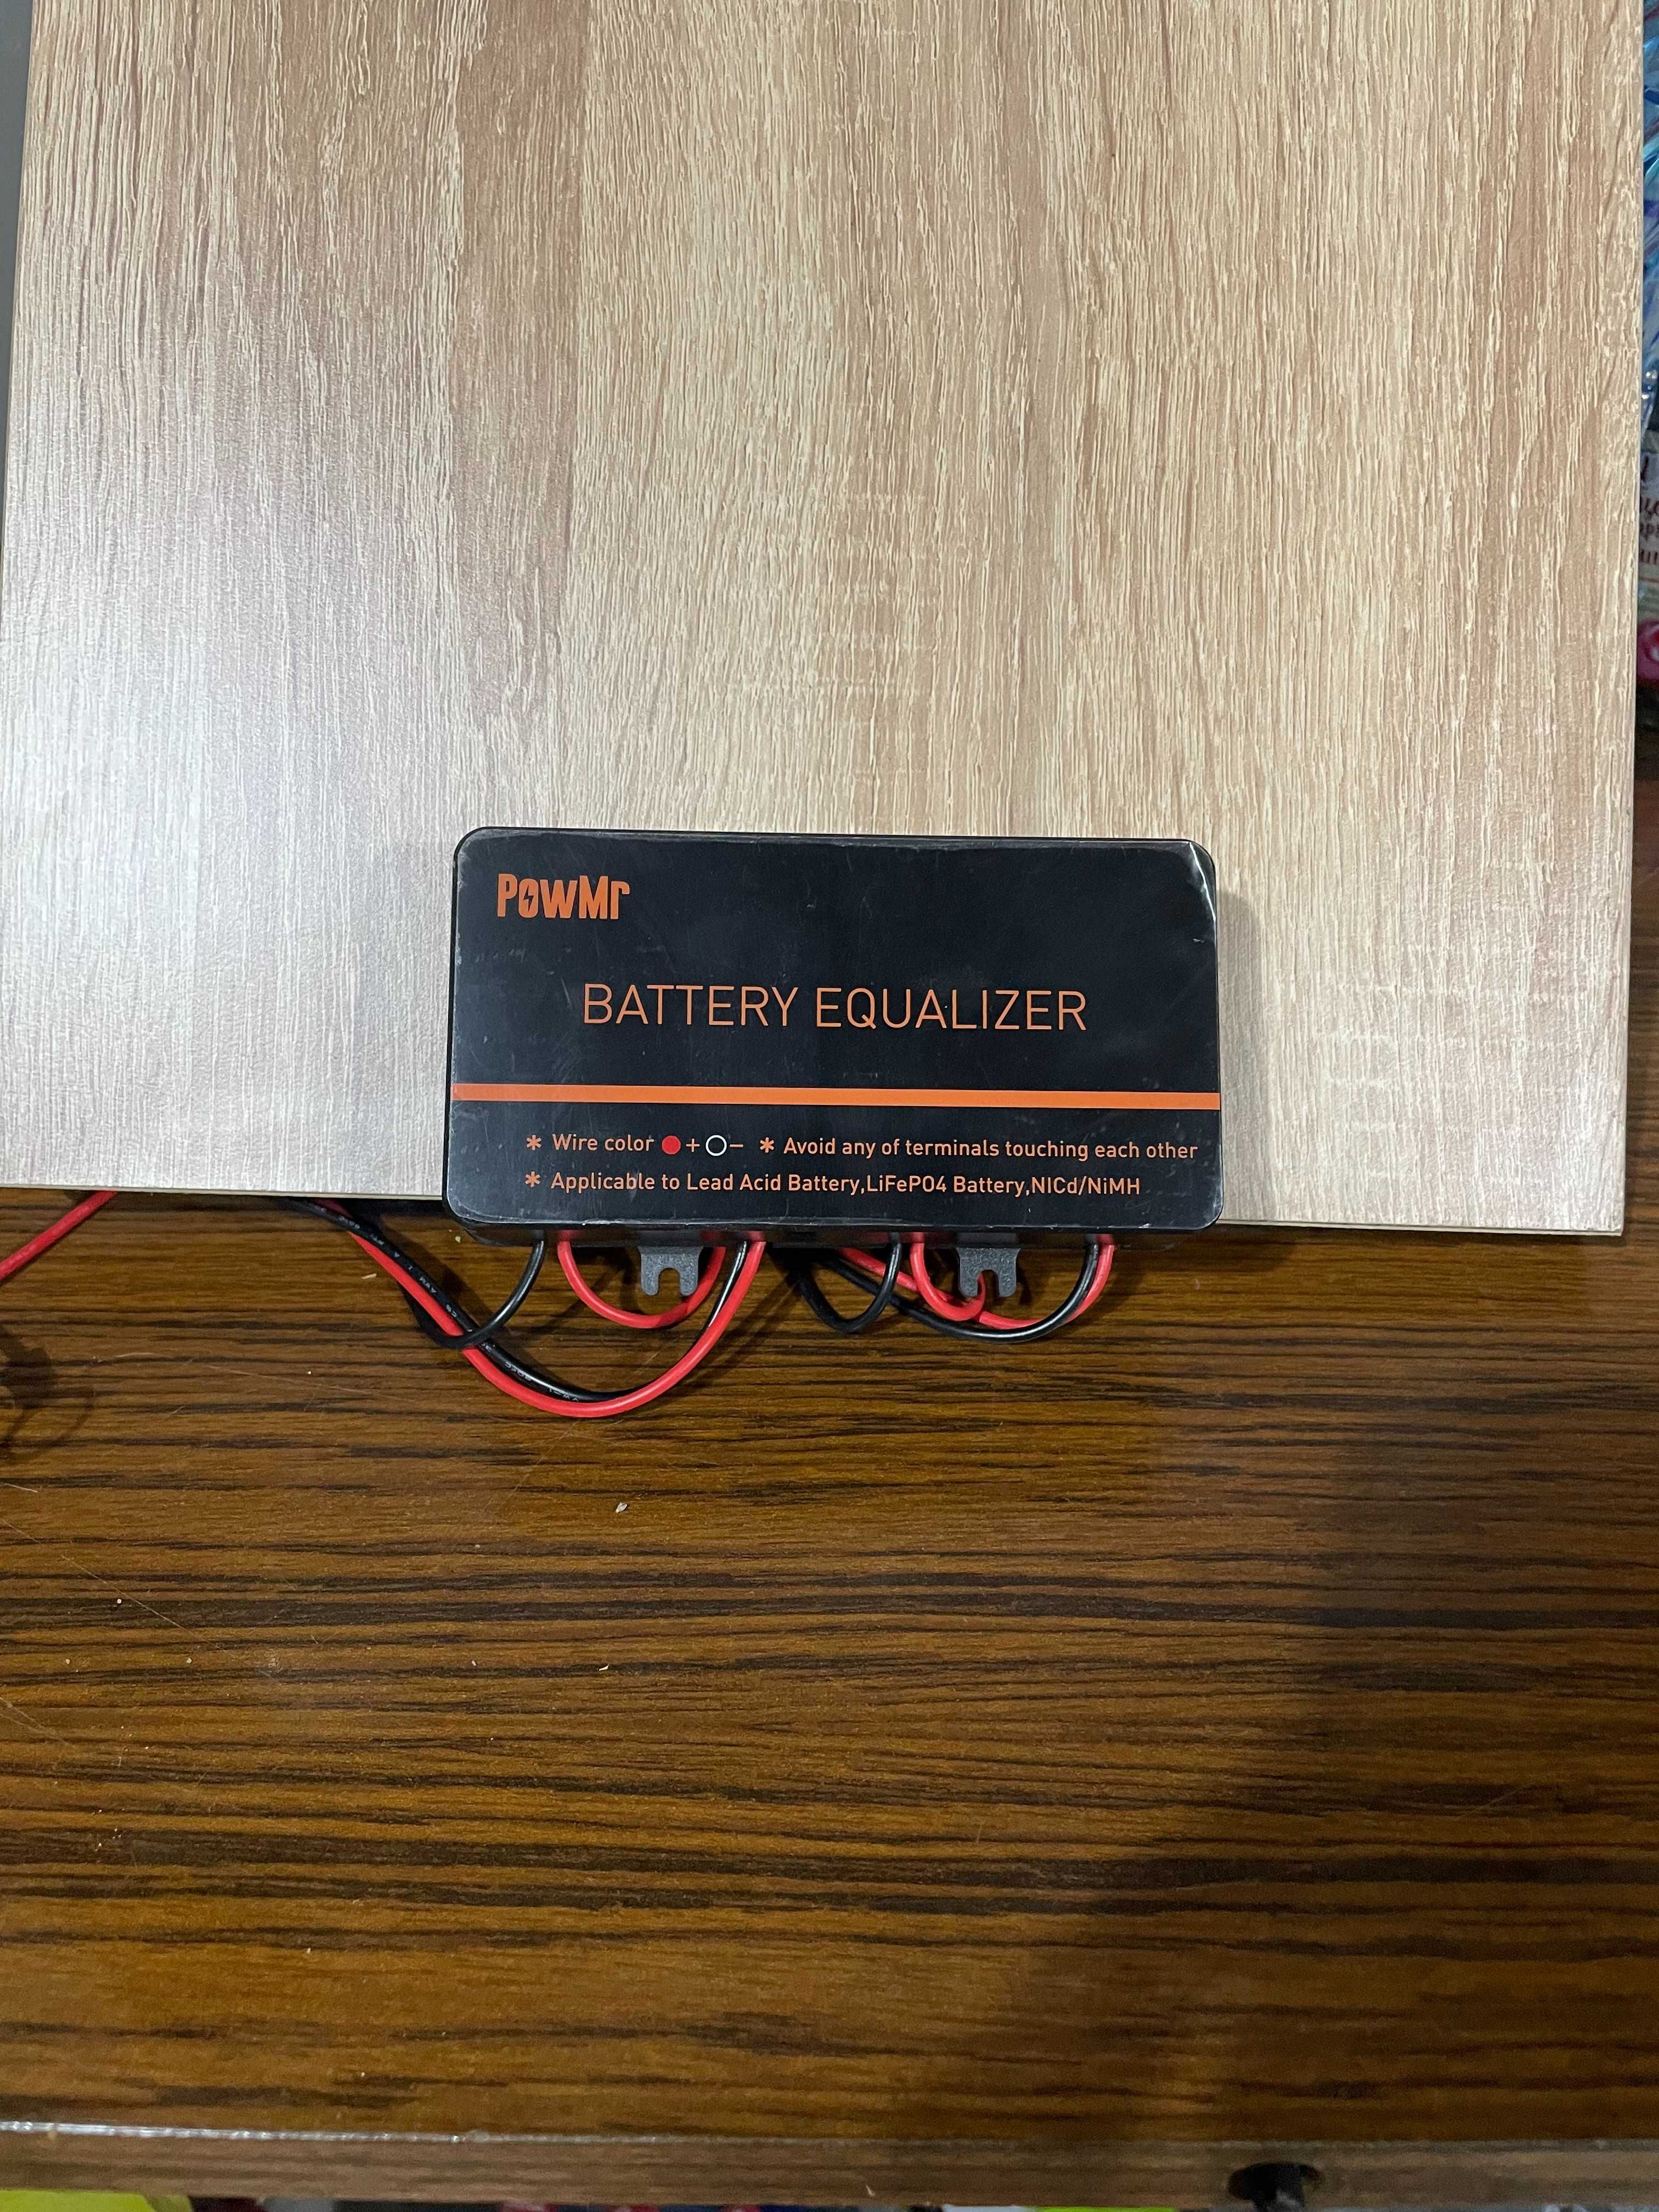 PowMr
BATTERY EQUALIZER
* Wire color + - * Avoid any of terminals touching each other
* Applicable to Lead Acid Battery,LiFePO4 Battery,NICd/NiMH